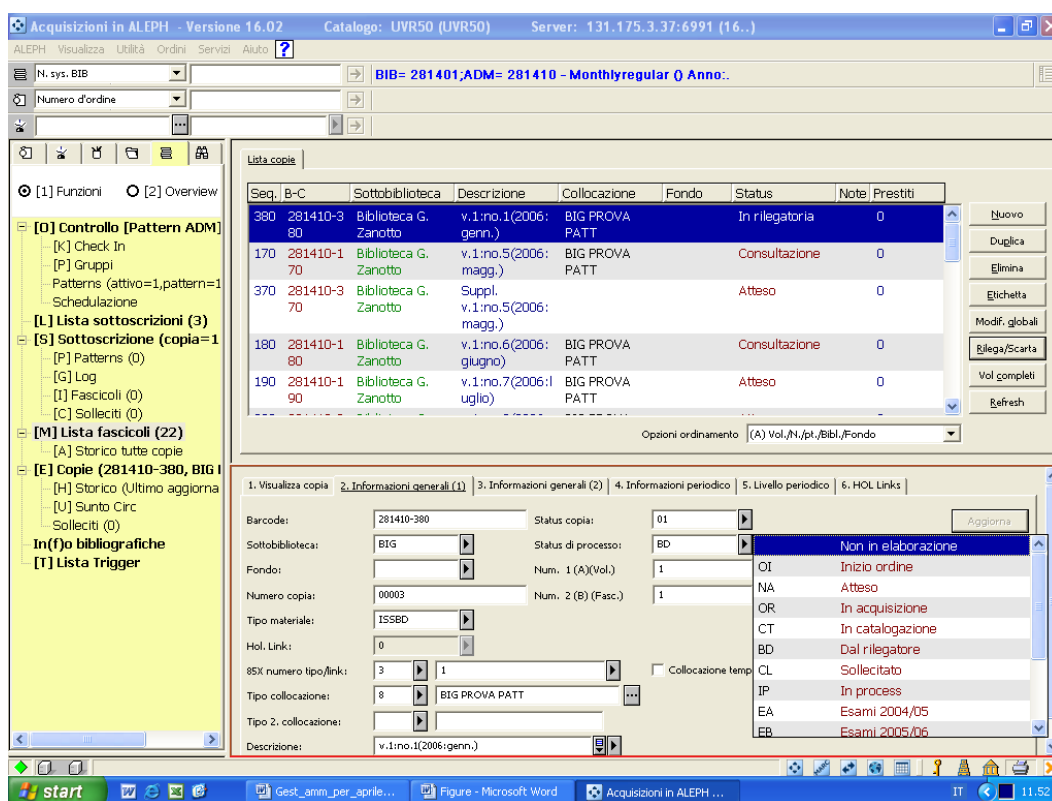 Acquisizioni in ALEPH - Versione 16.02 Catalogo: UVR50 (UVR50) Server: 131.175.3.37:6991 (16..)
ALEPH Visualizza Utilità Ordini Servizi Aiuto ?
N. sys. BIB BIB= 281401;ADM= 281410 - Monthlyregular () Anno:.
Numero d'ordine
[1] Funzioni [2] Overview
[O] Controllo [Pattern ADM]
[K] Check In
[P] Gruppi
Patterns (attivo=1,pattern=1
Schedulazione
[L] Lista sottoscrizioni (3)
[S] Sottoscrizione (copia=1
[P] Patterns (0)
[G] Log
[I] Fascicoli (0)
[C] Solleciti (0)
[M] Lista fascicoli (22)
[A] Storico tutte copie
[E] Copie (281410-380, BIG
[H] Storico (Ultimo aggiorna
[U] Sunto Circ
Solleciti (0)
In(f)o bibliografiche
[T] Lista Trigger
Lista copie
Seq. B-C Sottobiblioteca Descrizione Collocazione Fondo Status Note Prestiti
380 281410-3 Biblioteca G. v.1:no.1(2006: BIG PROVA In rilegatoria 0
80 Zanotto genn.) PATT
170 281410-1 Biblioteca G. v.1:no.5(2006: BIG PROVA Consultazione 0
70 Zanotto magg.) PATT
370 281410-3 Biblioteca G. Suppl. BIG PROVA Atteso 0
70 Zanotto v.1:no.5(2006: PATT
magg.)
180 281410-1 Biblioteca G. v.1:no.6(2006: BIG PROVA Consultazione 0
80 Zanotto giugno) PATT
190 281410-1 Biblioteca G. v.1:no.7(2006:l BIG PROVA Atteso 0
90 Zanotto uglio) PATT
Nuovo
Duplica
Elimina
Etichetta
Modif. globali
Rilega/Scarta
Vol completi
Refresh
Opzioni ordinamento (A) Vol./N./pt./Bibl./Fondo
1. Visualizza copia 2. Informazioni generali (1) 3. Informazioni generali (2) 4. Informazioni periodico 5. Livello periodico 6. HOL Links
Barcode: 281410-380 Status copia: 01 Aggiorna
Sottobiblioteca: BIG Status di processo: BD
Fondo: Num. 1 (A)(Vol.) 1
Numero copia: 00003 Num. 2 (B) (Fasc.) 1
Tipo materiale: ISSBD
Hol. Link: 0
85X numero tipo/link: 3 1 Collocazione temp
Tipo collocazione: 8 BIG PROVA PATT
Tipo 2. collocazione:
Descrizione: v.1:no.1(2006:genn.)
Non in elaborazione
OI Inizio ordine
NA Atteso
OR In acquisizione
CT In catalogazione
BD Dal rilegatore
CL Sollecitato
IP In process
EA Esami 2004/05
EB Esami 2005/06
start Gest_amm_per_aprile... Figure - Microsoft Word Acquisizioni in ALEPH ... IT 11.52